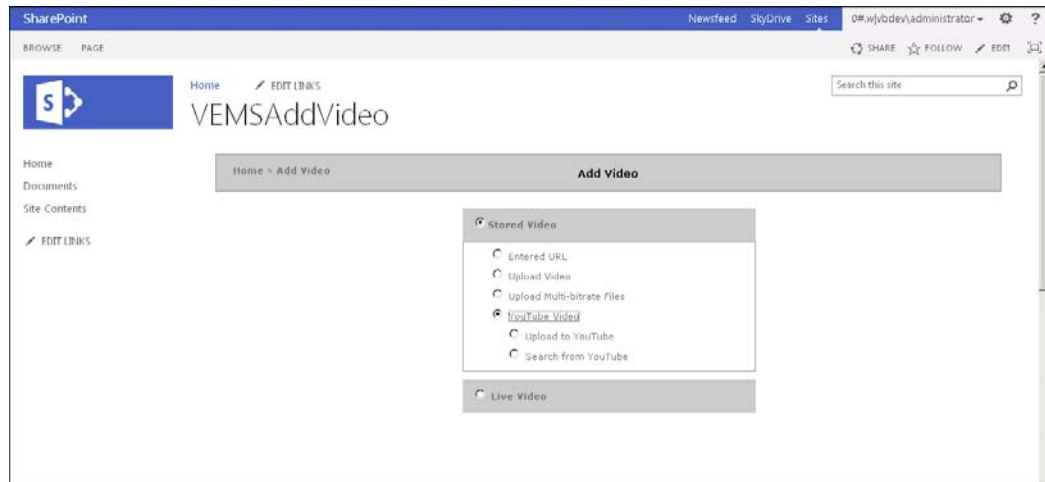 SharePoint
Newsfeed SkyDrive Sites 0#.w|vbdev\administrator ?
BROWSE PAGE
SHARE FOLLOW EDIT
S
Home EDIT LINKS
Search this site
VEMSAddVideo
Home
Documents
Site Contents
EDIT LINKS
Home > Add Video
Add Video
Stored Video
Entered URL
Upload Video
Upload Multi-bitrate Files
YouTube Video
Upload to YouTube
Search from YouTube
Live Video